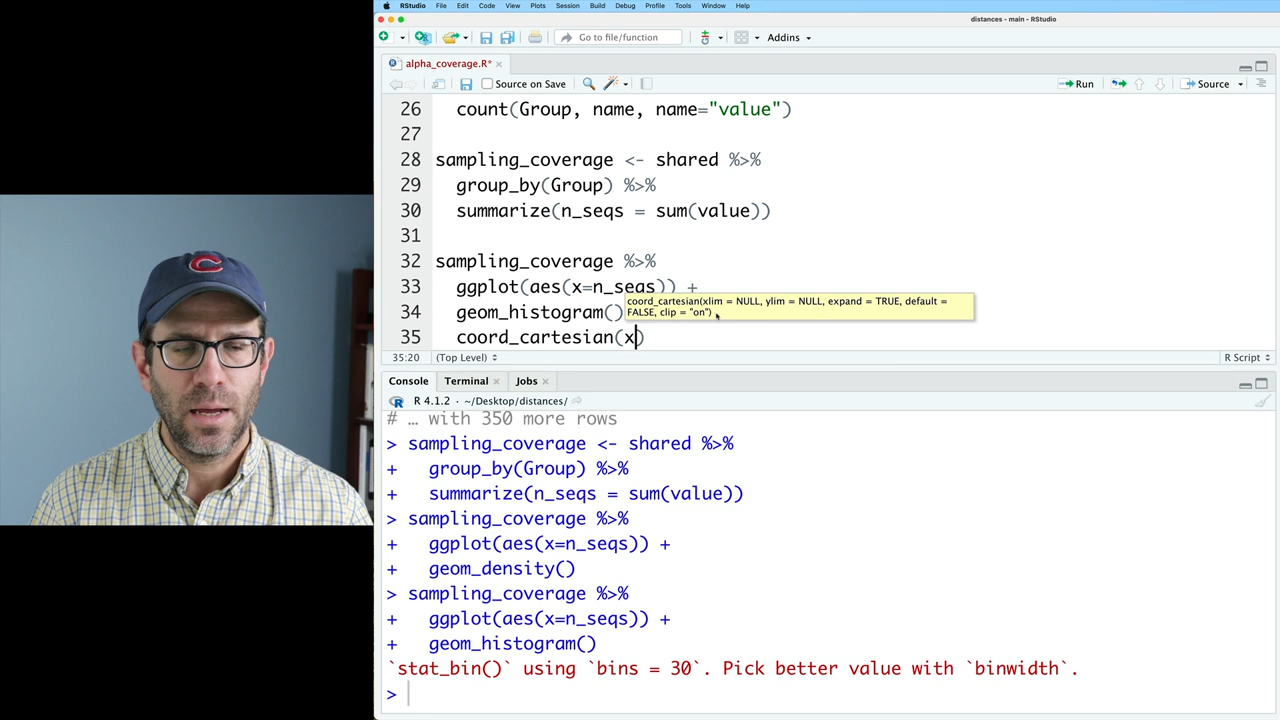 RStudio File Edit Code View Plots Session Build Debug Profile Tools Window Help
distances - main - RStudio
Go to file/function Addins
alpha_coverage.R*
Source on Save Run Source
26 count(Group, name, name="value")
27
28 sampling_coverage <- shared %>%
29 group_by(Group) %>%
30 summarize(n_seqs = sum(value))
31
32 sampling_coverage %>%
33 ggplot(aes(x=n_seqs)) +
coord_cartesian(xlim = NULL, ylim = NULL, expand = TRUE, default =
FALSE, clip = "on")
34 geom_histogram()
35 coord_cartesian(x)
35:20 (Top Level) R Script
Console Terminal Jobs
R 4.1.2 · ~/Desktop/distances/
# … with 350 more rows
> sampling_coverage <- shared %>%
+ group_by(Group) %>%
+ summarize(n_seqs = sum(value))
> sampling_coverage %>%
+ ggplot(aes(x=n_seqs)) +
+ geom_density()
> sampling_coverage %>%
+ ggplot(aes(x=n_seqs)) +
+ geom_histogram()
`stat_bin()` using `bins = 30`. Pick better value with `binwidth`.
>